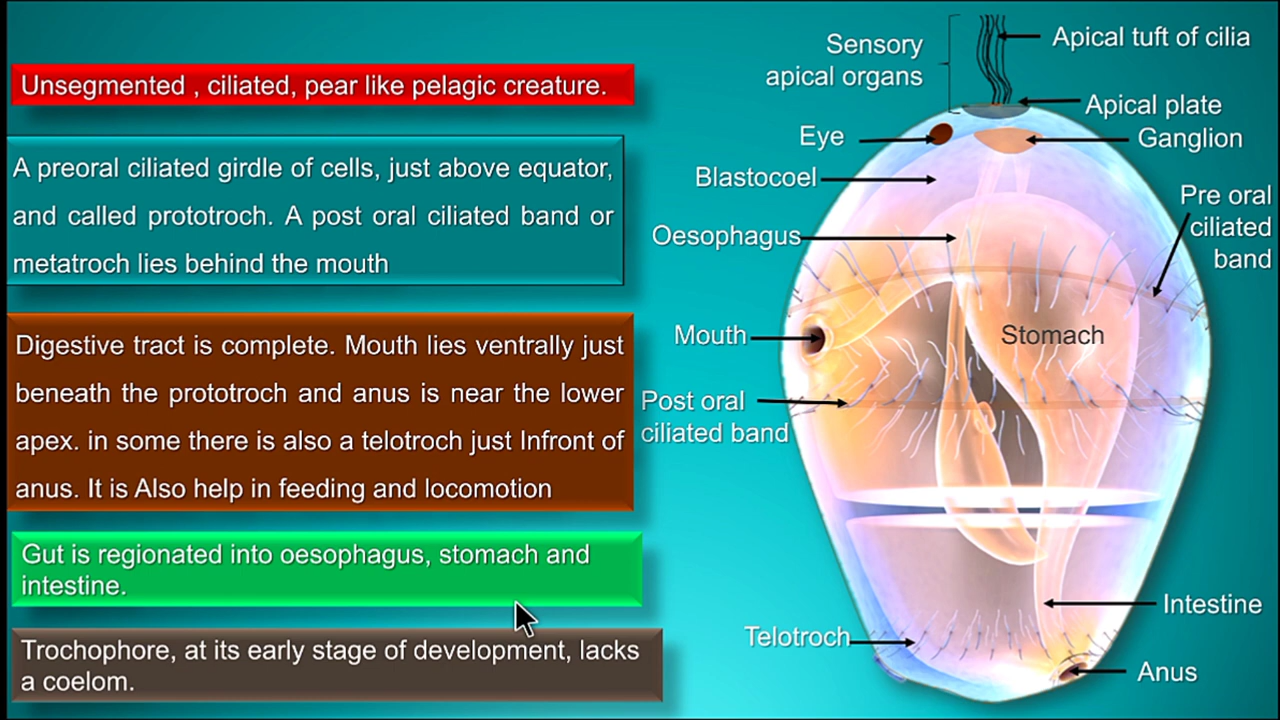 Unsegmented , ciliated, pear like pelagic creature.
A preoral ciliated girdle of cells, just above equator,
and called prototroch. A post oral ciliated band or
metatroch lies behind the mouth
Digestive tract is complete. Mouth lies ventrally just
beneath the prototroch and anus is near the lower
apex. in some there is also a telotroch just Infront of
anus. It is Also help in feeding and locomotion
Gut is regionated into oesophagus, stomach and
intestine.
Trochophore, at its early stage of development, lacks
a coelom.
Sensory
apical organs
Apical tuft of cilia
Apical plate
Eye
Ganglion
Blastocoel
Pre oral
ciliated
band
Oesophagus
Mouth
Stomach
Post oral
ciliated band
Intestine
Telotroch
Anus